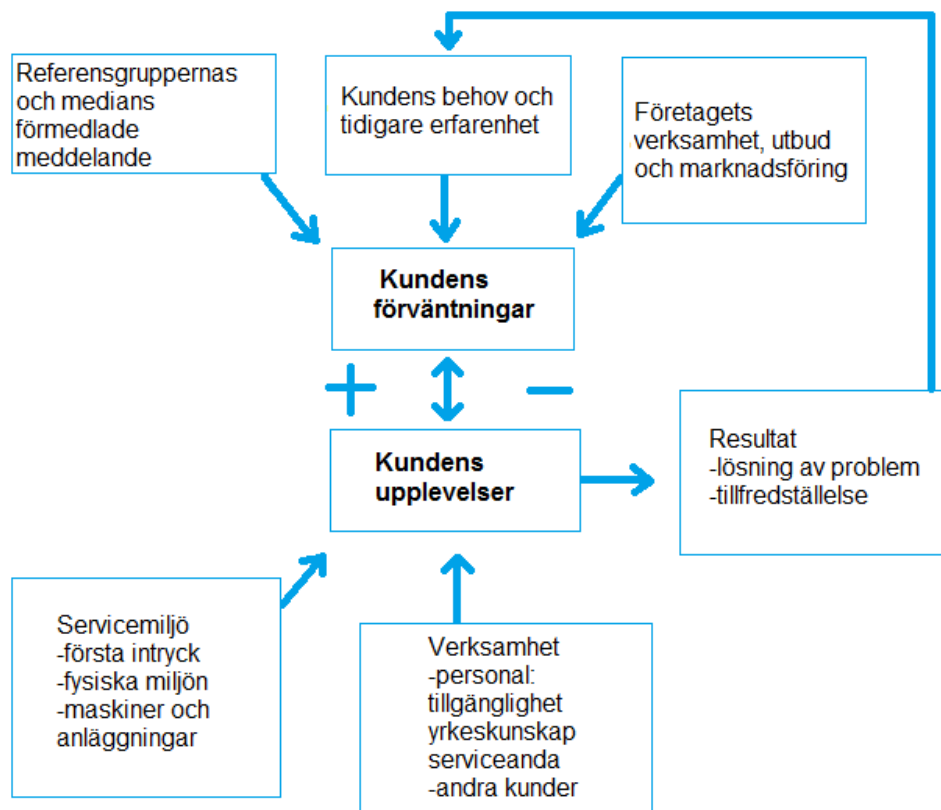 Referensgruppernas
och medians
förmedlade
meddelande
Kundens behov och
tidigare erfarenhet
Företagets
verksamhet, utbud
och marknadsföring
Kundens
förväntningar
+
−
Kundens
upplevelser
Resultat
-lösning av problem
-tillfredställelse
Servicemiljö
-första intryck
-fysiska miljön
-maskiner och
anläggningar
Verksamhet
-personal:
tillgänglighet
yrkeskunskap
serviceanda
-andra kunder